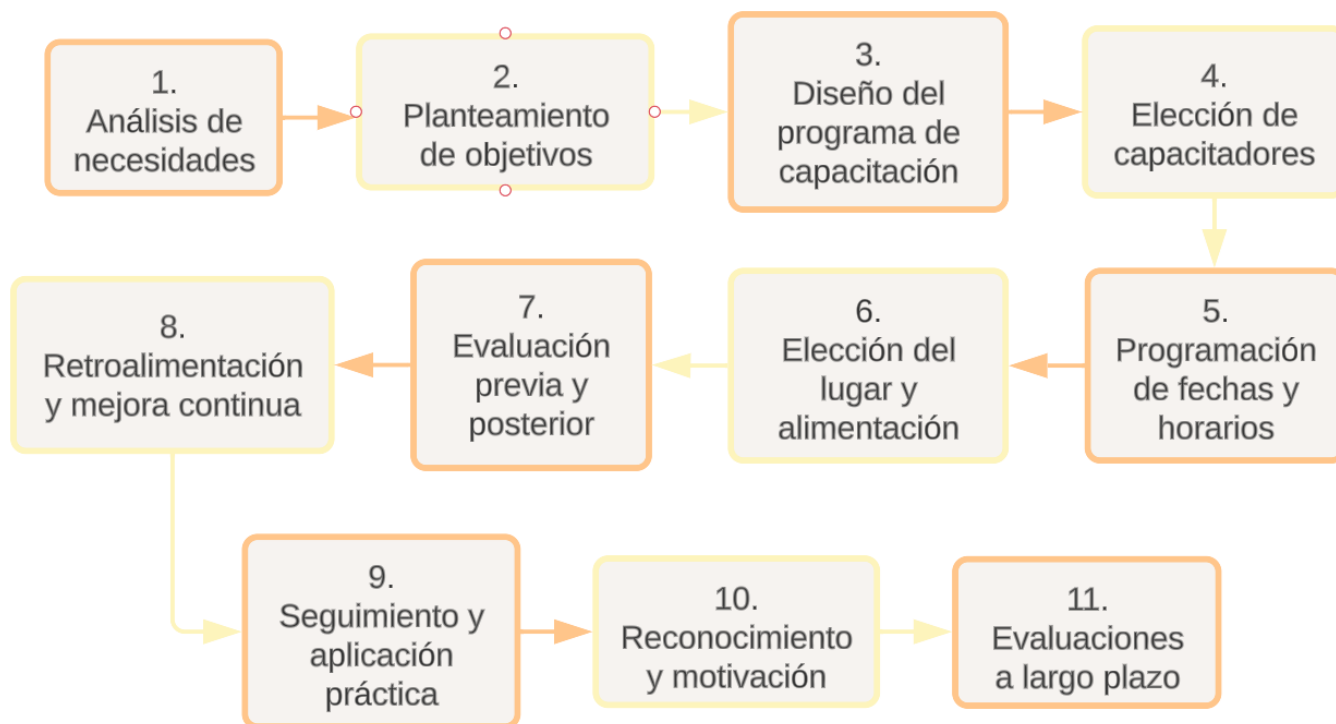 1.
Análisis de
necesidades
2.
Planteamiento
de objetivos
3.
Diseño del
programa de
capacitación
4.
Elección de
capacitadores
5.
Programación
de fechas y
horarios
6.
Elección del
lugar y
alimentación
7.
Evaluación
previa y
posterior
8.
Retroalimentación
y mejora continua
9.
Seguimiento y
aplicación
práctica
10.
Reconocimiento
y motivación
11.
Evaluaciones
a largo plazo